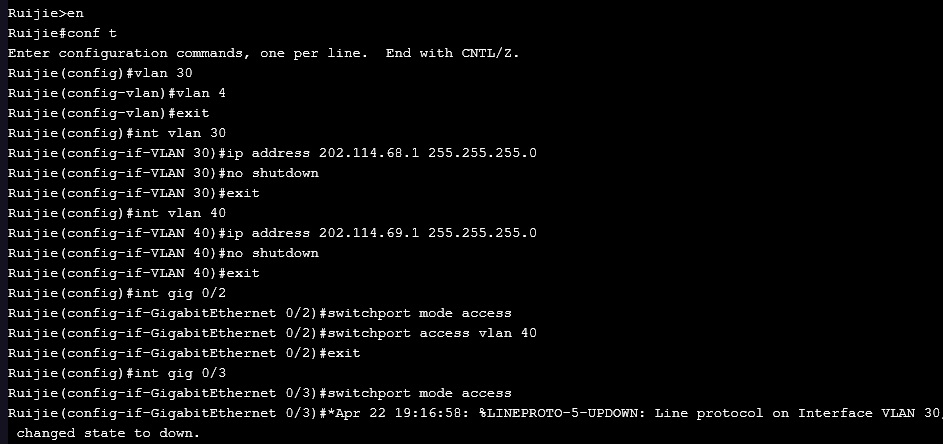 Ruijie>en
Ruijie#conf t
Enter configuration commands, one per line.  End with CNTL/Z.
Ruijie(config)#vlan 30
Ruijie(config-vlan)#vlan 4
Ruijie(config-vlan)#exit
Ruijie(config)#int vlan 30
Ruijie(config-if-VLAN 30)#ip address 202.114.68.1 255.255.255.0
Ruijie(config-if-VLAN 30)#no shutdown
Ruijie(config-if-VLAN 30)#exit
Ruijie(config)#int vlan 40
Ruijie(config-if-VLAN 40)#ip address 202.114.69.1 255.255.255.0
Ruijie(config-if-VLAN 40)#no shutdown
Ruijie(config-if-VLAN 40)#exit
Ruijie(config)#int gig 0/2
Ruijie(config-if-GigabitEthernet 0/2)#switchport mode access
Ruijie(config-if-GigabitEthernet 0/2)#switchport access vlan 40
Ruijie(config-if-GigabitEthernet 0/2)#exit
Ruijie(config)#int gig 0/3
Ruijie(config-if-GigabitEthernet 0/3)#switchport mode access
Ruijie(config-if-GigabitEthernet 0/3)#*Apr 22 19:16:58: %LINEPROTO-5-UPDOWN: Line protocol on Interface VLAN 30,
 changed state to down.